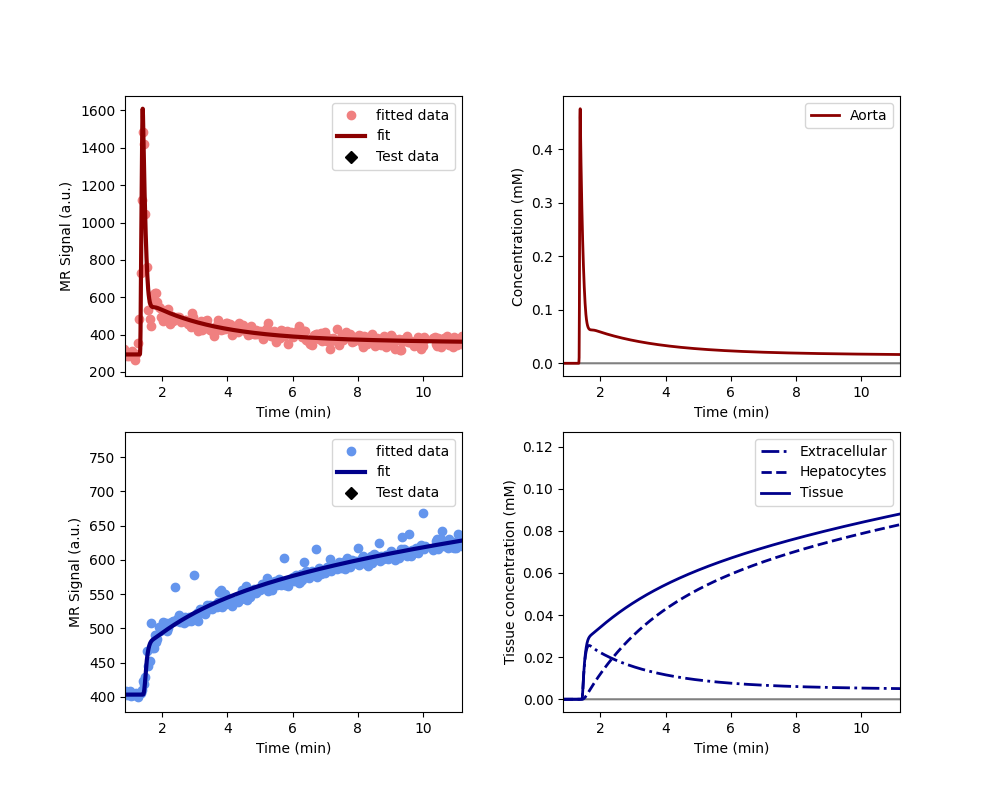 1600
1400
1200
1000
800
600
400
200
MR Signal (a.u.)
fitted data
fit
Test data
2 4 6 8 10
Time (min)
0.4
0.3
0.2
0.1
0.0
Concentration (mM)
Aorta
2 4 6 8 10
Time (min)
750
700
650
600
550
500
450
400
MR Signal (a.u.)
fitted data
fit
Test data
2 4 6 8 10
Time (min)
0.12
0.10
0.08
0.06
0.04
0.02
0.00
Tissue concentration (mM)
Extracellular
Hepatocytes
Tissue
2 4 6 8 10
Time (min)